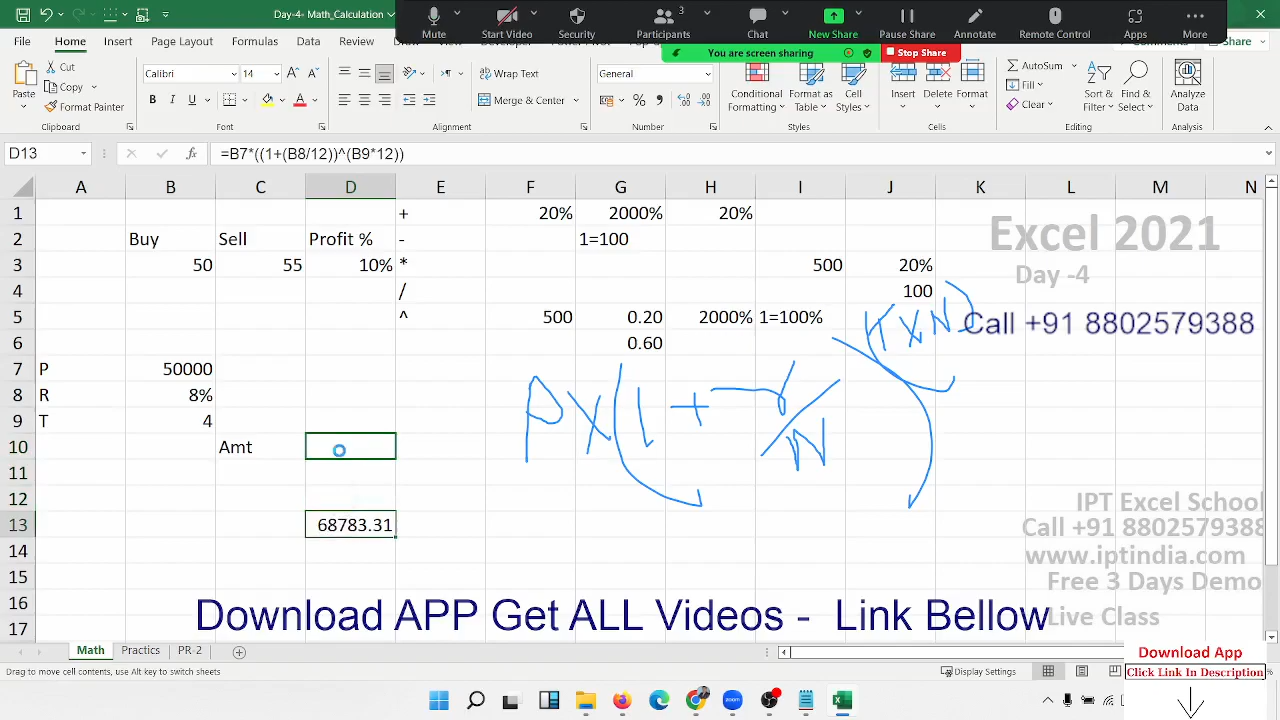 Day4+ Math_Calculation
Mute
Start Video
Security
Participants
3
Chat
New Share
Pause Share
Annotate
Remote Control
Apps
More
You are screen sharing
Stop Share
File
Home
Insert
Page Layout
Formulas
Data
Review
Share
Paste
Cut
Copy
Format Painter
Clipboard
Calibri
14
B I U
Font
Wrap Text
Merge & Center
Alignment
General
Number
Conditional Formatting
Format as Table
Cell Styles
Styles
Insert
Delete
Format
Cells
AutoSum
Fill
Clear
Sort & Filter
Find & Select
Editing
Analyze Data
Analysis
D13
fx
=B7*((1+(B8/12))^(B9*12))
A B C D E F G H I J K L M N
1 + 20% 2000% 20%
2 Buy Sell Profit % - 1=100
3 50 55 10% * 500 20%
4 / 100
5 ^ 500 0.20 2000% 1=100%
6 0.60
7 P 50000
8 R 8%
9 T 4
10 Amt
11
12
13 68783.31
14
15
16
17
Excel 2021
Day -4
Call +91 8802579388
IPT Excel School
Call +91 8802579388
www.iptindia.com
Free 3 Days Demo
Live Class
Download APP Get ALL Videos - Link Bellow
Math
Practics
PR-2
Drag to move cell contents, use Alt key to switch sheets
Display Settings
Download App
Click Link In Description
zoom